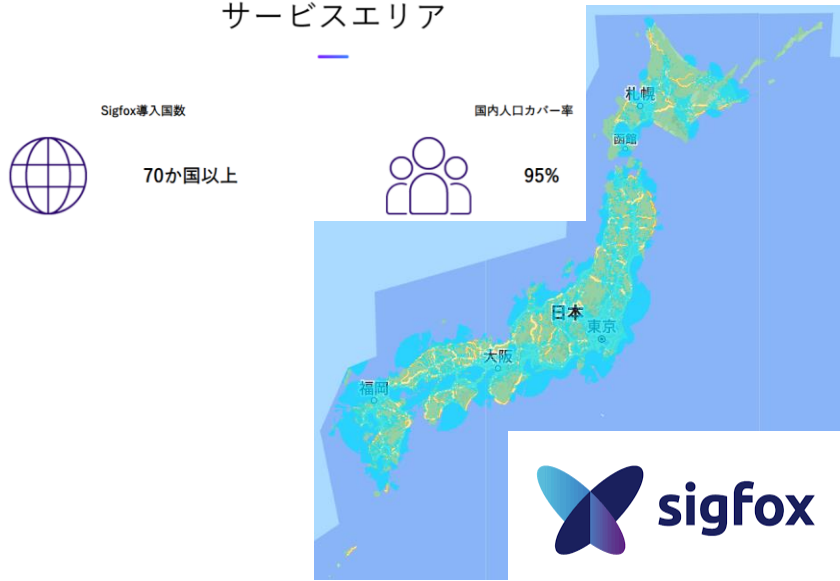 サービスエリア
Sigfox導入国数
70か国以上
国内人口カバー率
95%
札幌
函館
日本
東京
大阪
福岡
sigfox